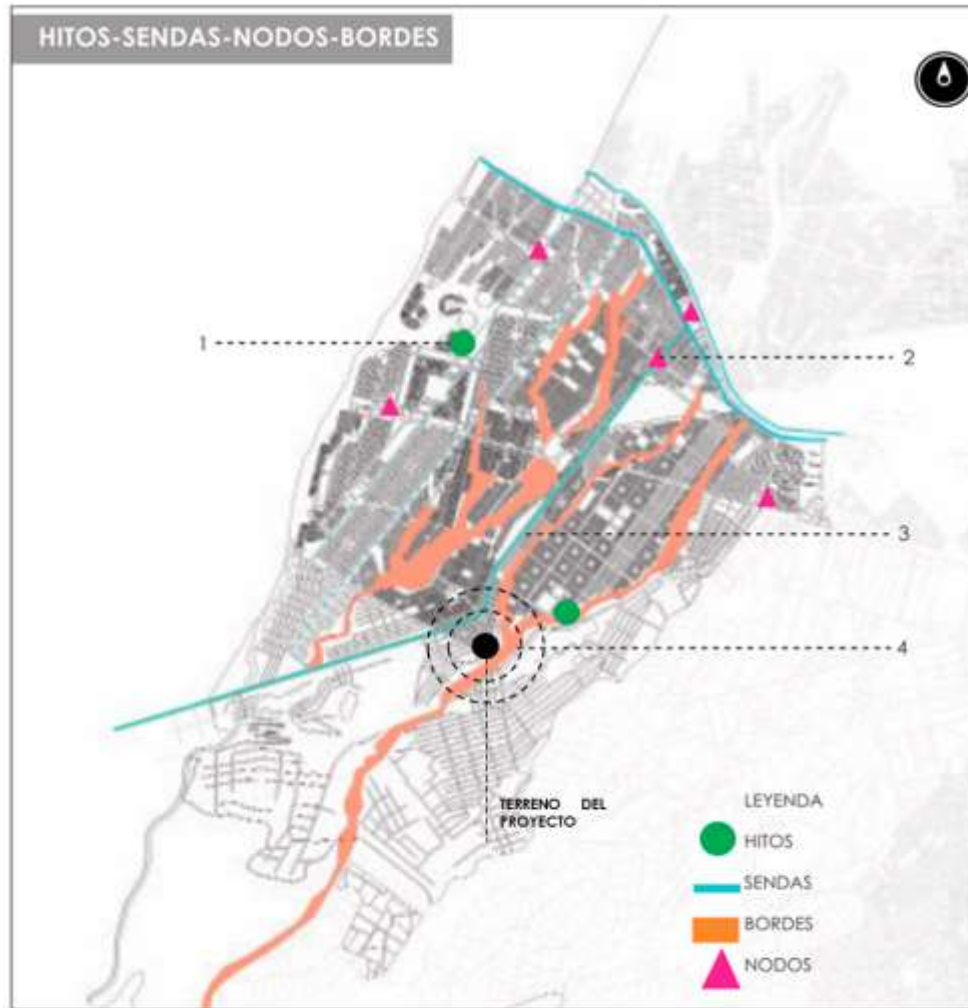 HITOS-SENDAS-NODOS-BORDES
1
2
3
4
TERRENO DEL
PROYECTO
LEYENDA
HITOS
SENDAS
BORDES
NODOS